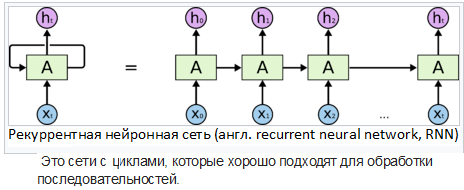 hₜ h₀ h₁ h₂ hₜ
A = A A A A
xₜ x₀ x₁ x₂ ... xₜ
Рекуррентная нейронная сеть (англ. recurrent neural network, RNN)
Это сети с циклами, которые хорошо подходят для обработки
последовательностей.